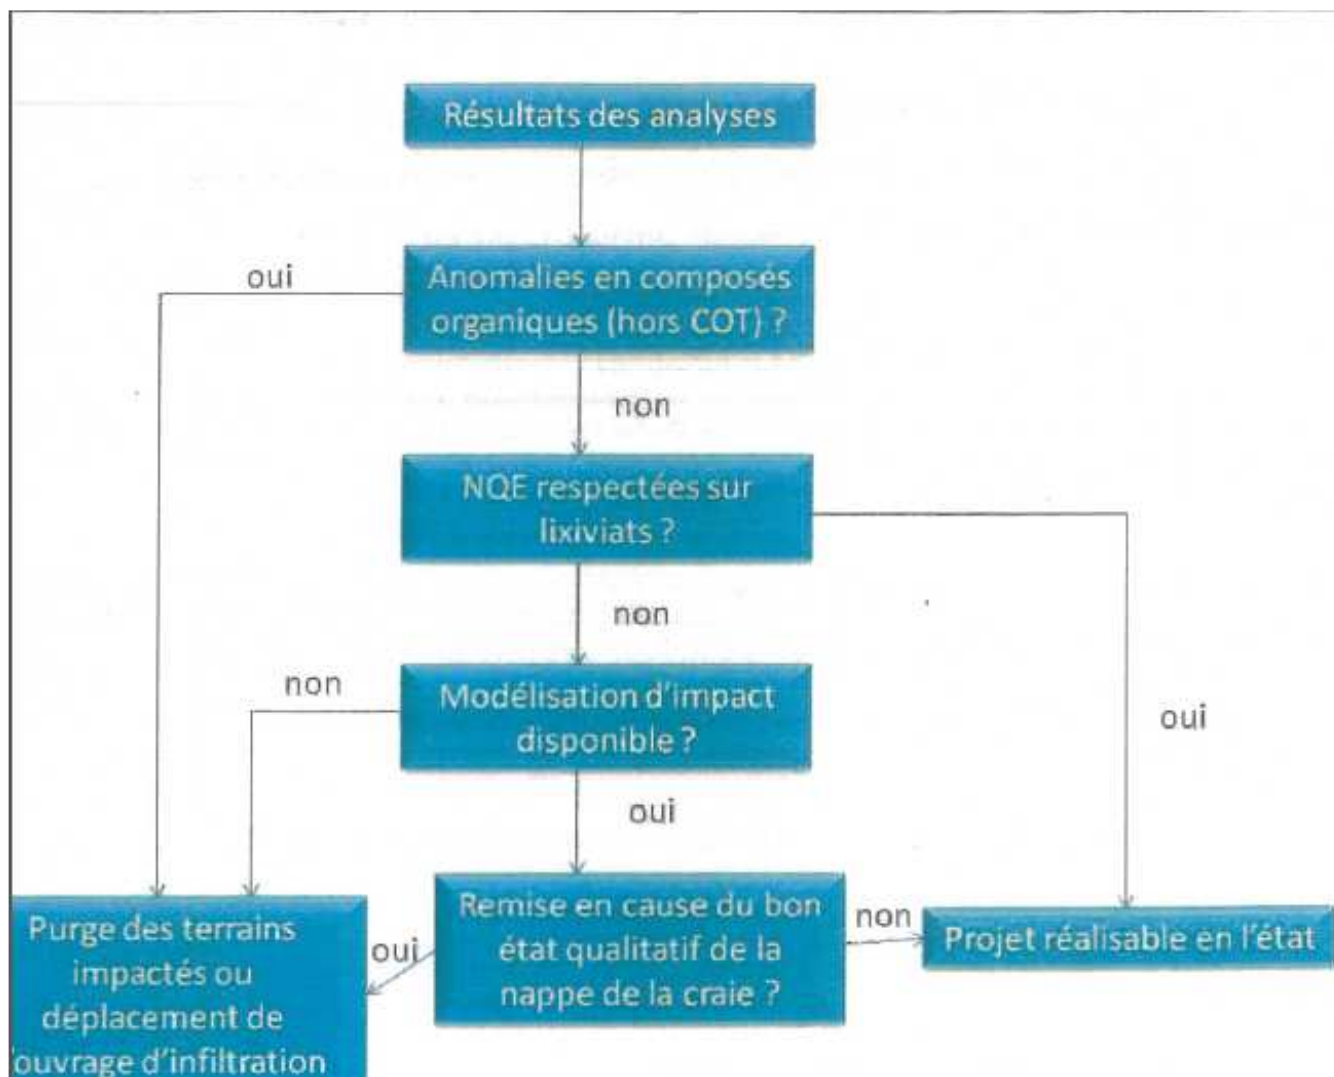 Résultats des analyses
oui
Anomalies en composés
organiques (hors COT) ?
non
NQE respectées sur
lixiviats ?
non
non
Modélisation d'impact
disponible ?
oui
oui
Purge des terrains
impactés ou
déplacement de
'ouvrage d'infiltration
oui
Remise en cause du bon
état qualitatif de la
nappe de la craie ?
non
Projet réalisable en l'état